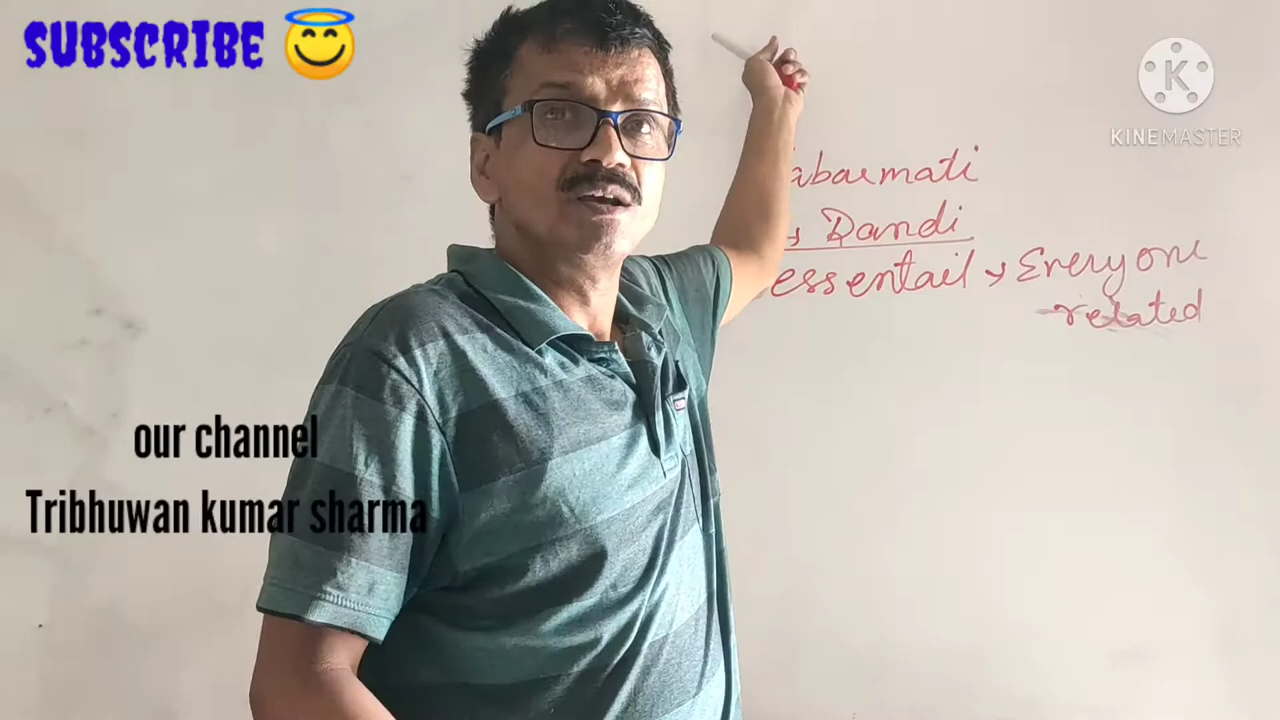 SUBSCRIBE
KINEMASTER
abarmati
→ Dandi
essentail → Everyone
related
our channel
Tribhuwan kumar sharma